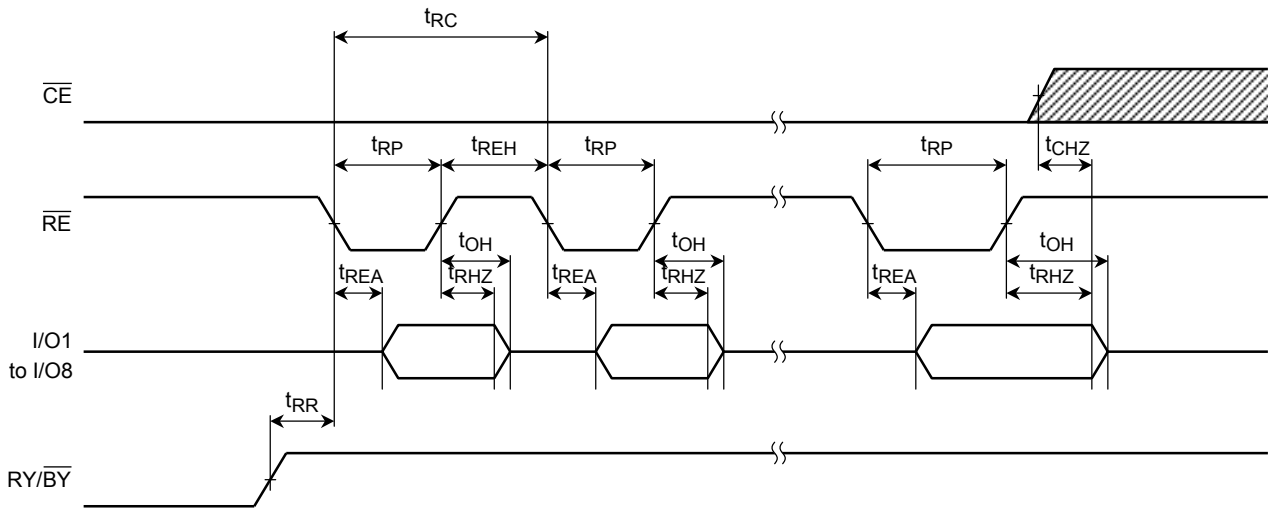 tRC
CE
tRP tREH tRP tRP tCHZ
RE
tOH tOH tOH
tREA tRHZ tREA tRHZ tREA tRHZ
I/O1
to I/O8
tRR
RY/BY